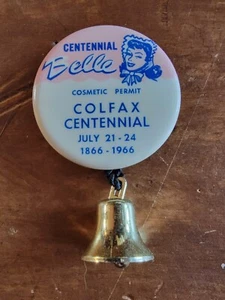 CENTENNIAL
Belle
COSMETIC PERMIT
COLFAX
CENTENNIAL
JULY 21-24
1866-1966